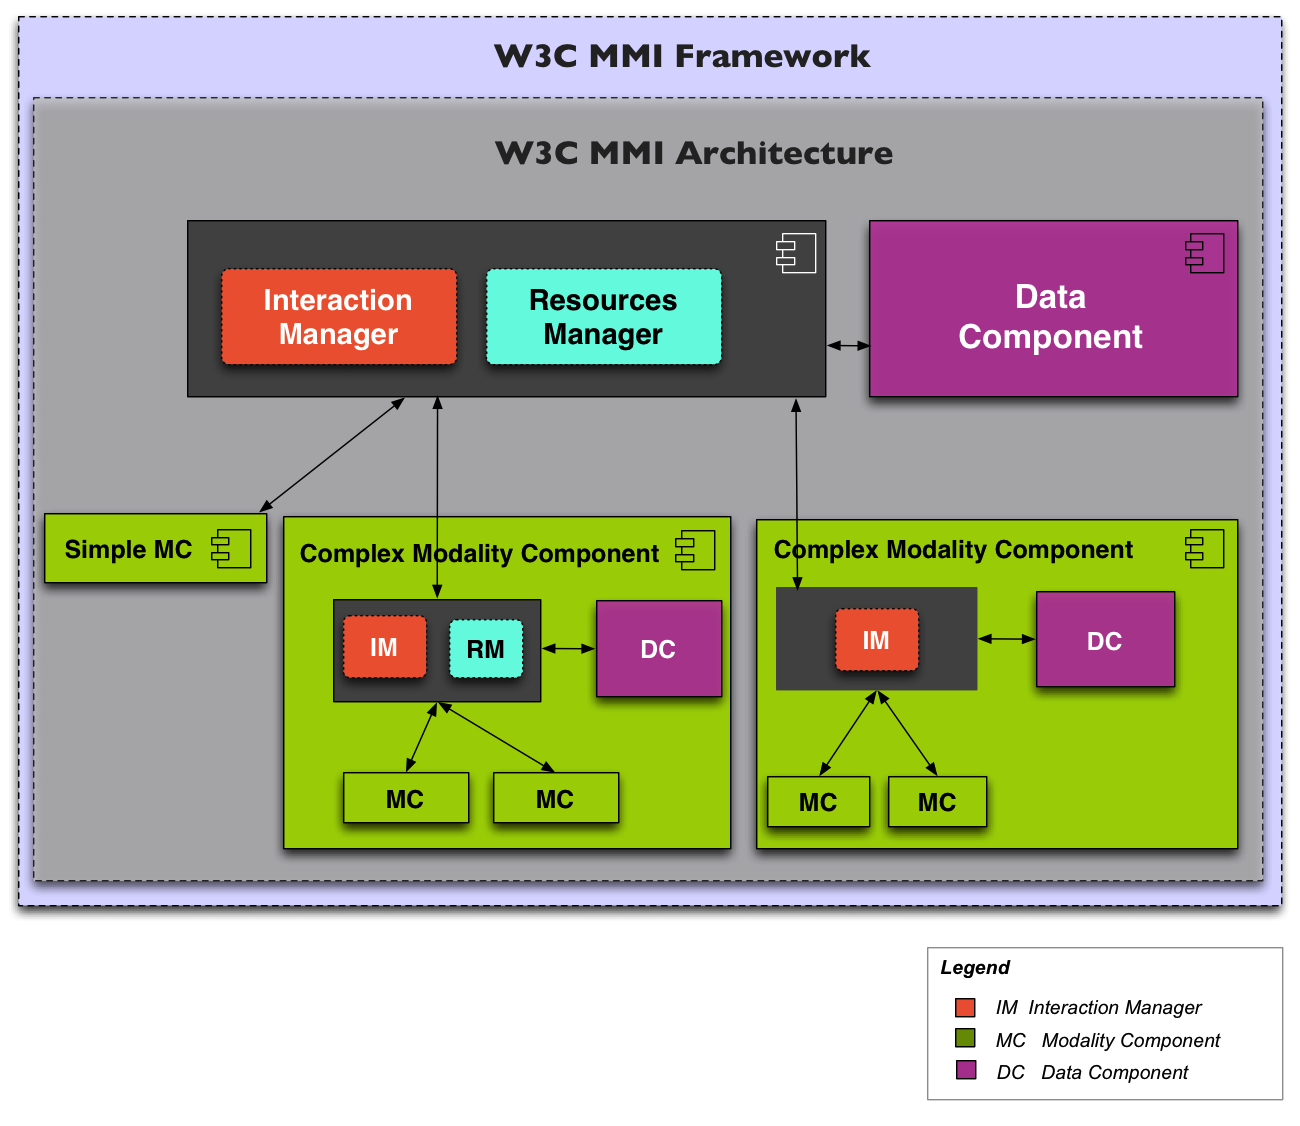 W3C MMI Framework
W3C MMI Architecture
Interaction
Manager
Resources
Manager
Data
Component
Simple MC
Complex Modality Component
IM
RM
DC
MC
MC
Complex Modality Component
IM
DC
MC
MC
Legend
IM Interaction Manager
MC Modality Component
DC Data Component